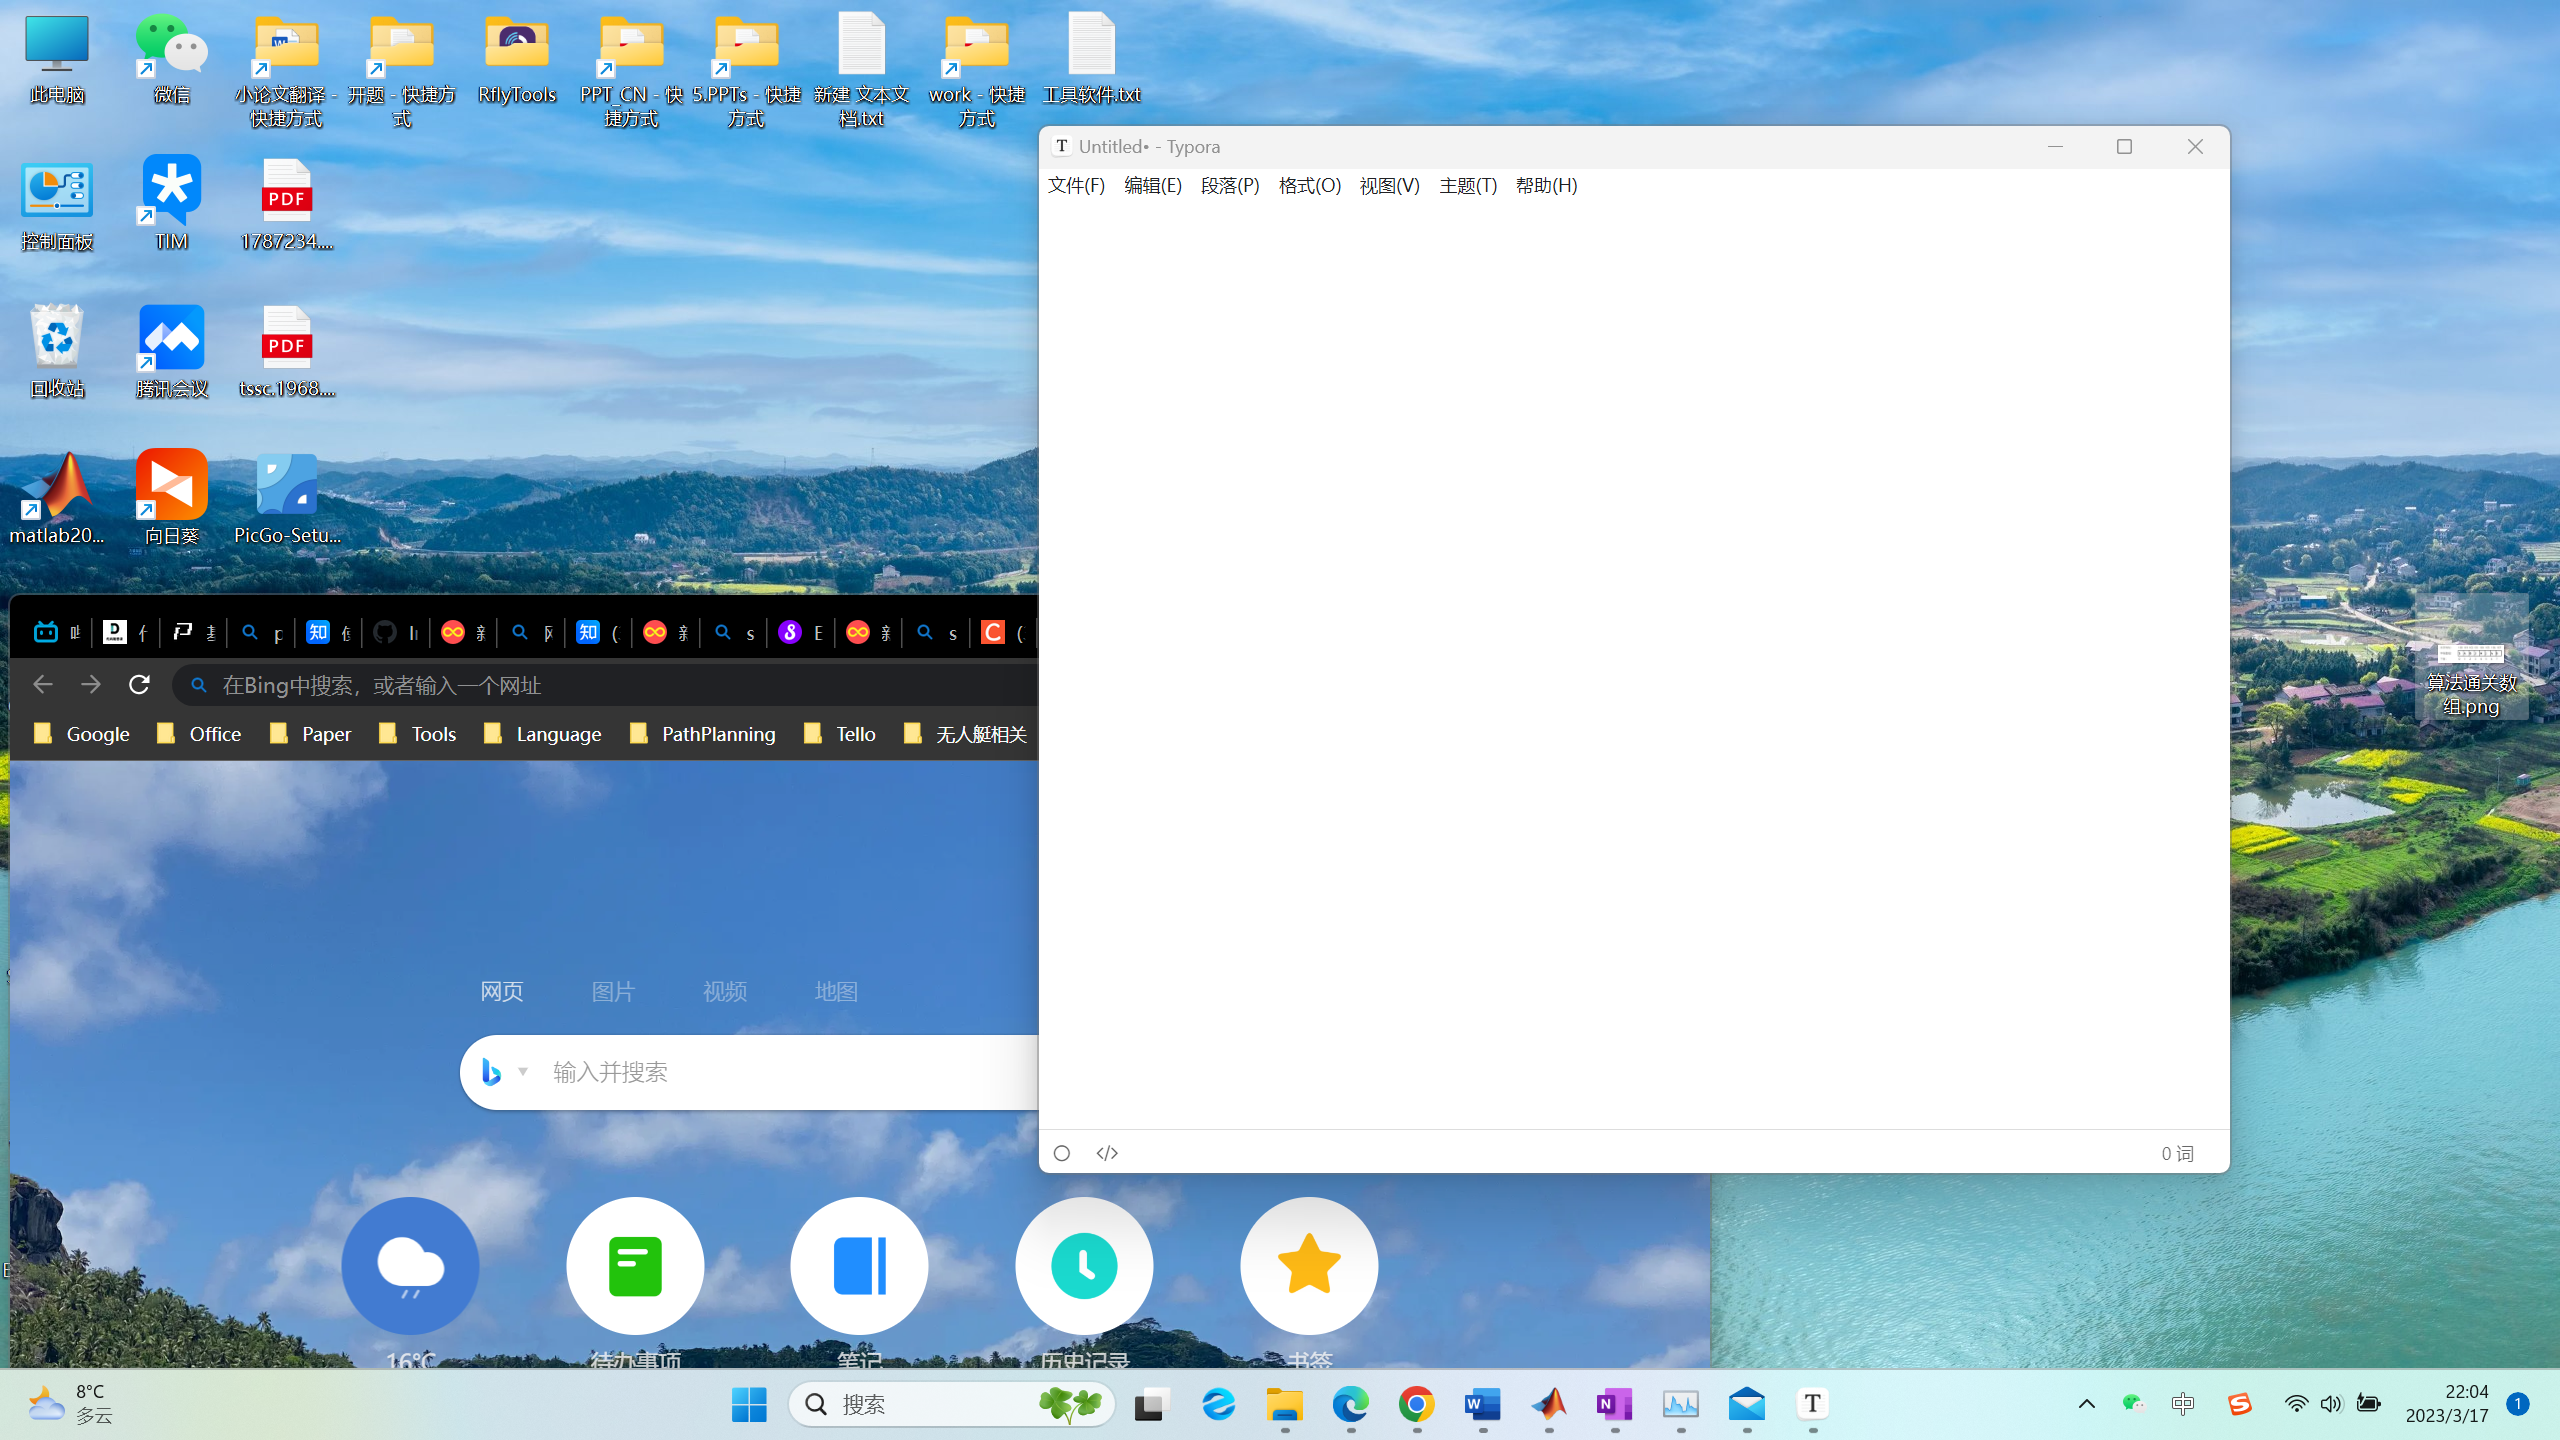 此电脑
微信
小论文翻译 - 快捷方式
开题 - 快捷方式
RflyTools
PPT_CN - 快捷方式
5.PPTs - 快捷方式
新建 文本文档.txt
work - 快捷方式
工具软件.txt
控制面板
TIM
PDF
1787234....
回收站
腾讯会议
PDF
tssc.1968....
matlab20...
向日葵
PicGo-Setu...
Untitled• - Typora
文件(F) 编辑(E) 段落(P) 格式(O) 视图(V) 主题(T) 帮助(H)
0 词
在Bing中搜索，或者输入一个网址
Google Office Paper Tools Language PathPlanning Tello 无人艇相关
网页 图片 视频 地图
输入并搜索
16°C 待办事项 笔记 历史记录 书签
算法通关数
组.png
8°C
多云
搜索
中
22:04
2023/3/17
1